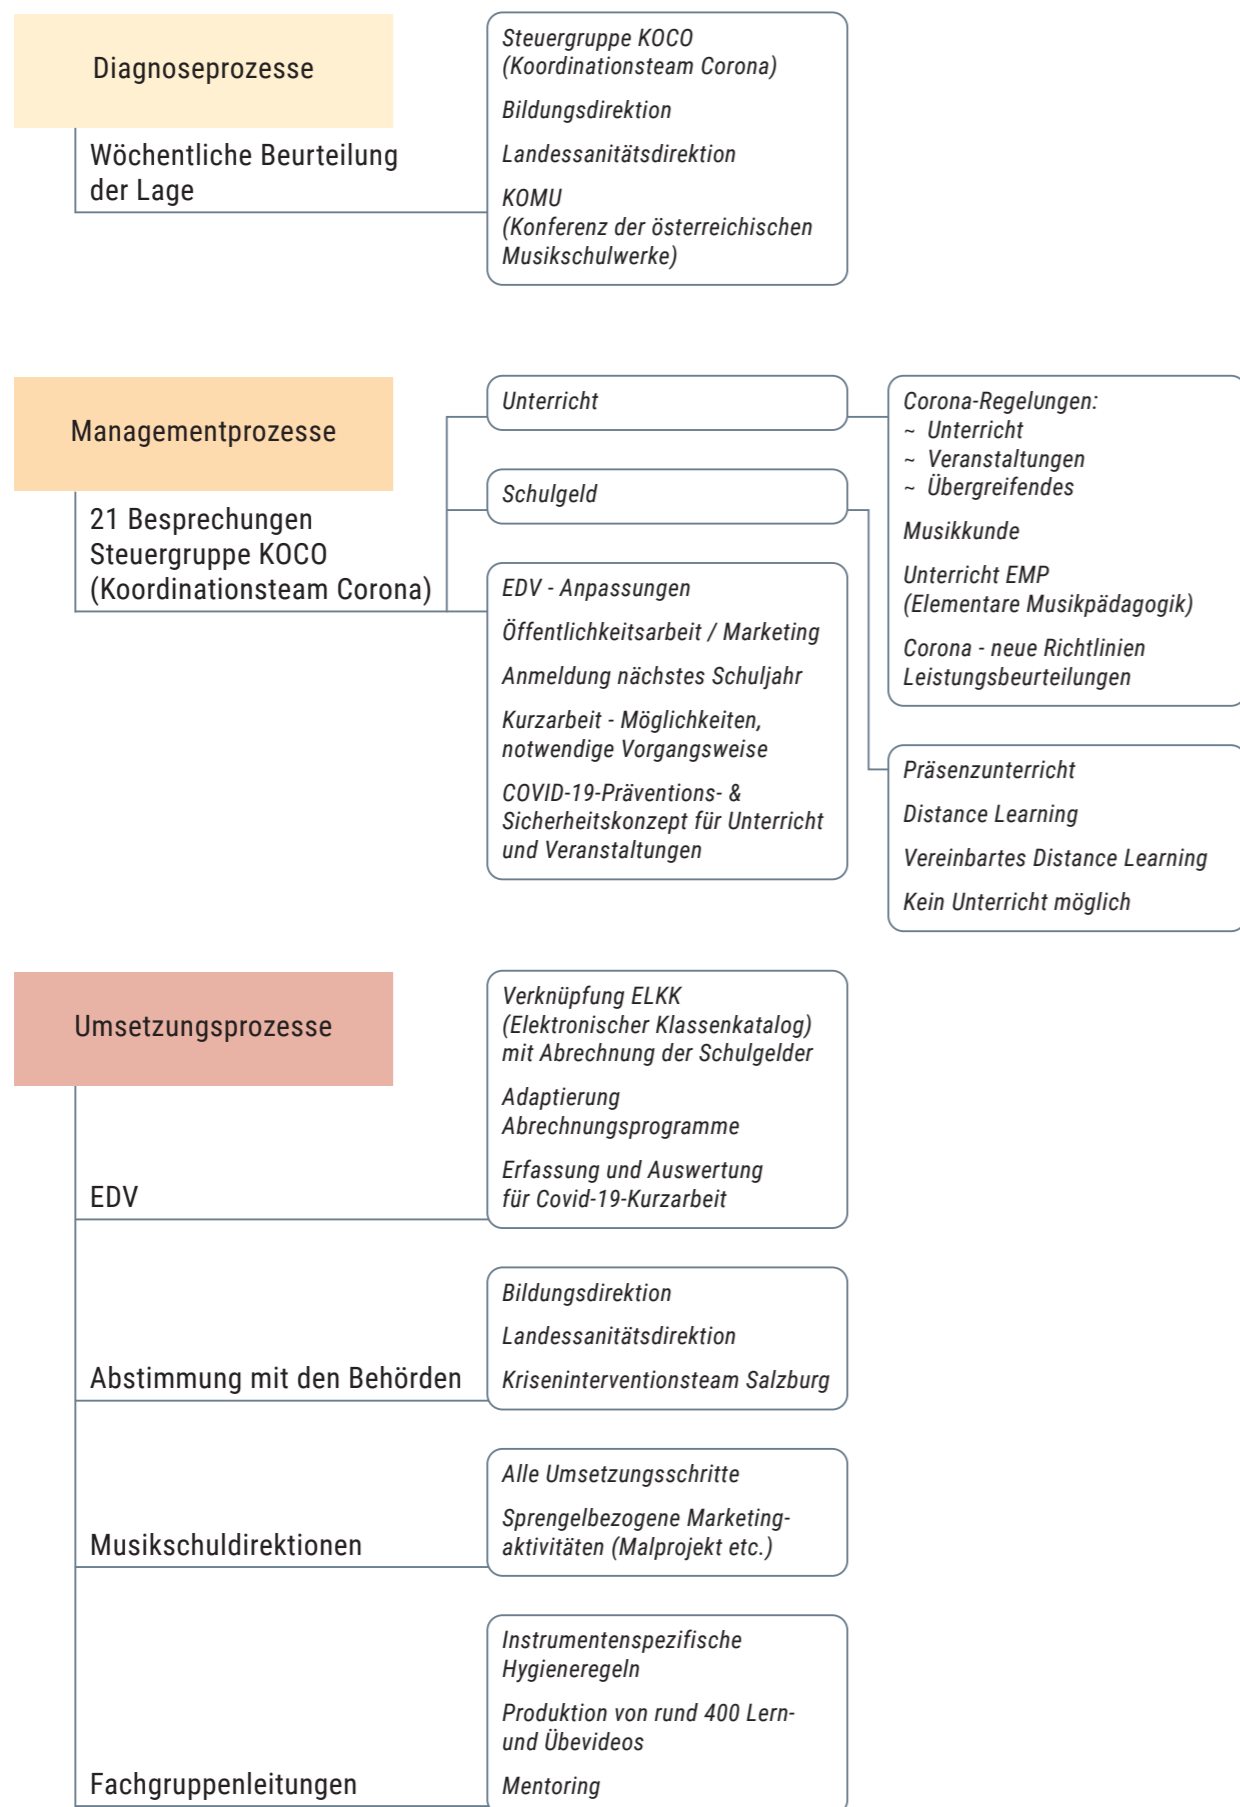 Diagnoseprozesse
Wöchentliche Beurteilung
der Lage
Steuergruppe KOCO
(Koordinationsteam Corona)
Bildungsdirektion
Landessanitätsdirektion
KOMU
(Konferenz der österreichischen
Musikschulwerke)
Managementprozesse
21 Besprechungen
Steuergruppe KOCO
(Koordinationsteam Corona)
Unterricht
Schulgeld
EDV - Anpassungen
Öffentlichkeitsarbeit / Marketing
Anmeldung nächstes Schuljahr
Kurzarbeit - Möglichkeiten,
notwendige Vorgangsweise
COVID-19-Präventions- &
Sicherheitskonzept für Unterricht
und Veranstaltungen
Corona-Regelungen:
~ Unterricht
~ Veranstaltungen
~ Übergreifendes
Musikkunde
Unterricht EMP
(Elementare Musikpädagogik)
Corona - neue Richtlinien
Leistungsbeurteilungen
Präsenzunterricht
Distance Learning
Vereinbartes Distance Learning
Kein Unterricht möglich
Umsetzungsprozesse
EDV
Verknüpfung ELKK
(Elektronischer Klassenkatalog)
mit Abrechnung der Schulgelder
Adaptierung
Abrechnungsprogramme
Erfassung und Auswertung
für Covid-19-Kurzarbeit
Abstimmung mit den Behörden
Bildungsdirektion
Landessanitätsdirektion
Kriseninterventionsteam Salzburg
Musikschuldirektionen
Alle Umsetzungsschritte
Sprengelbezogene Marketing-
aktivitäten (Malprojekt etc.)
Fachgruppenleitungen
Instrumentenspezifische
Hygieneregeln
Produktion von rund 400 Lern-
und Übevideos
Mentoring